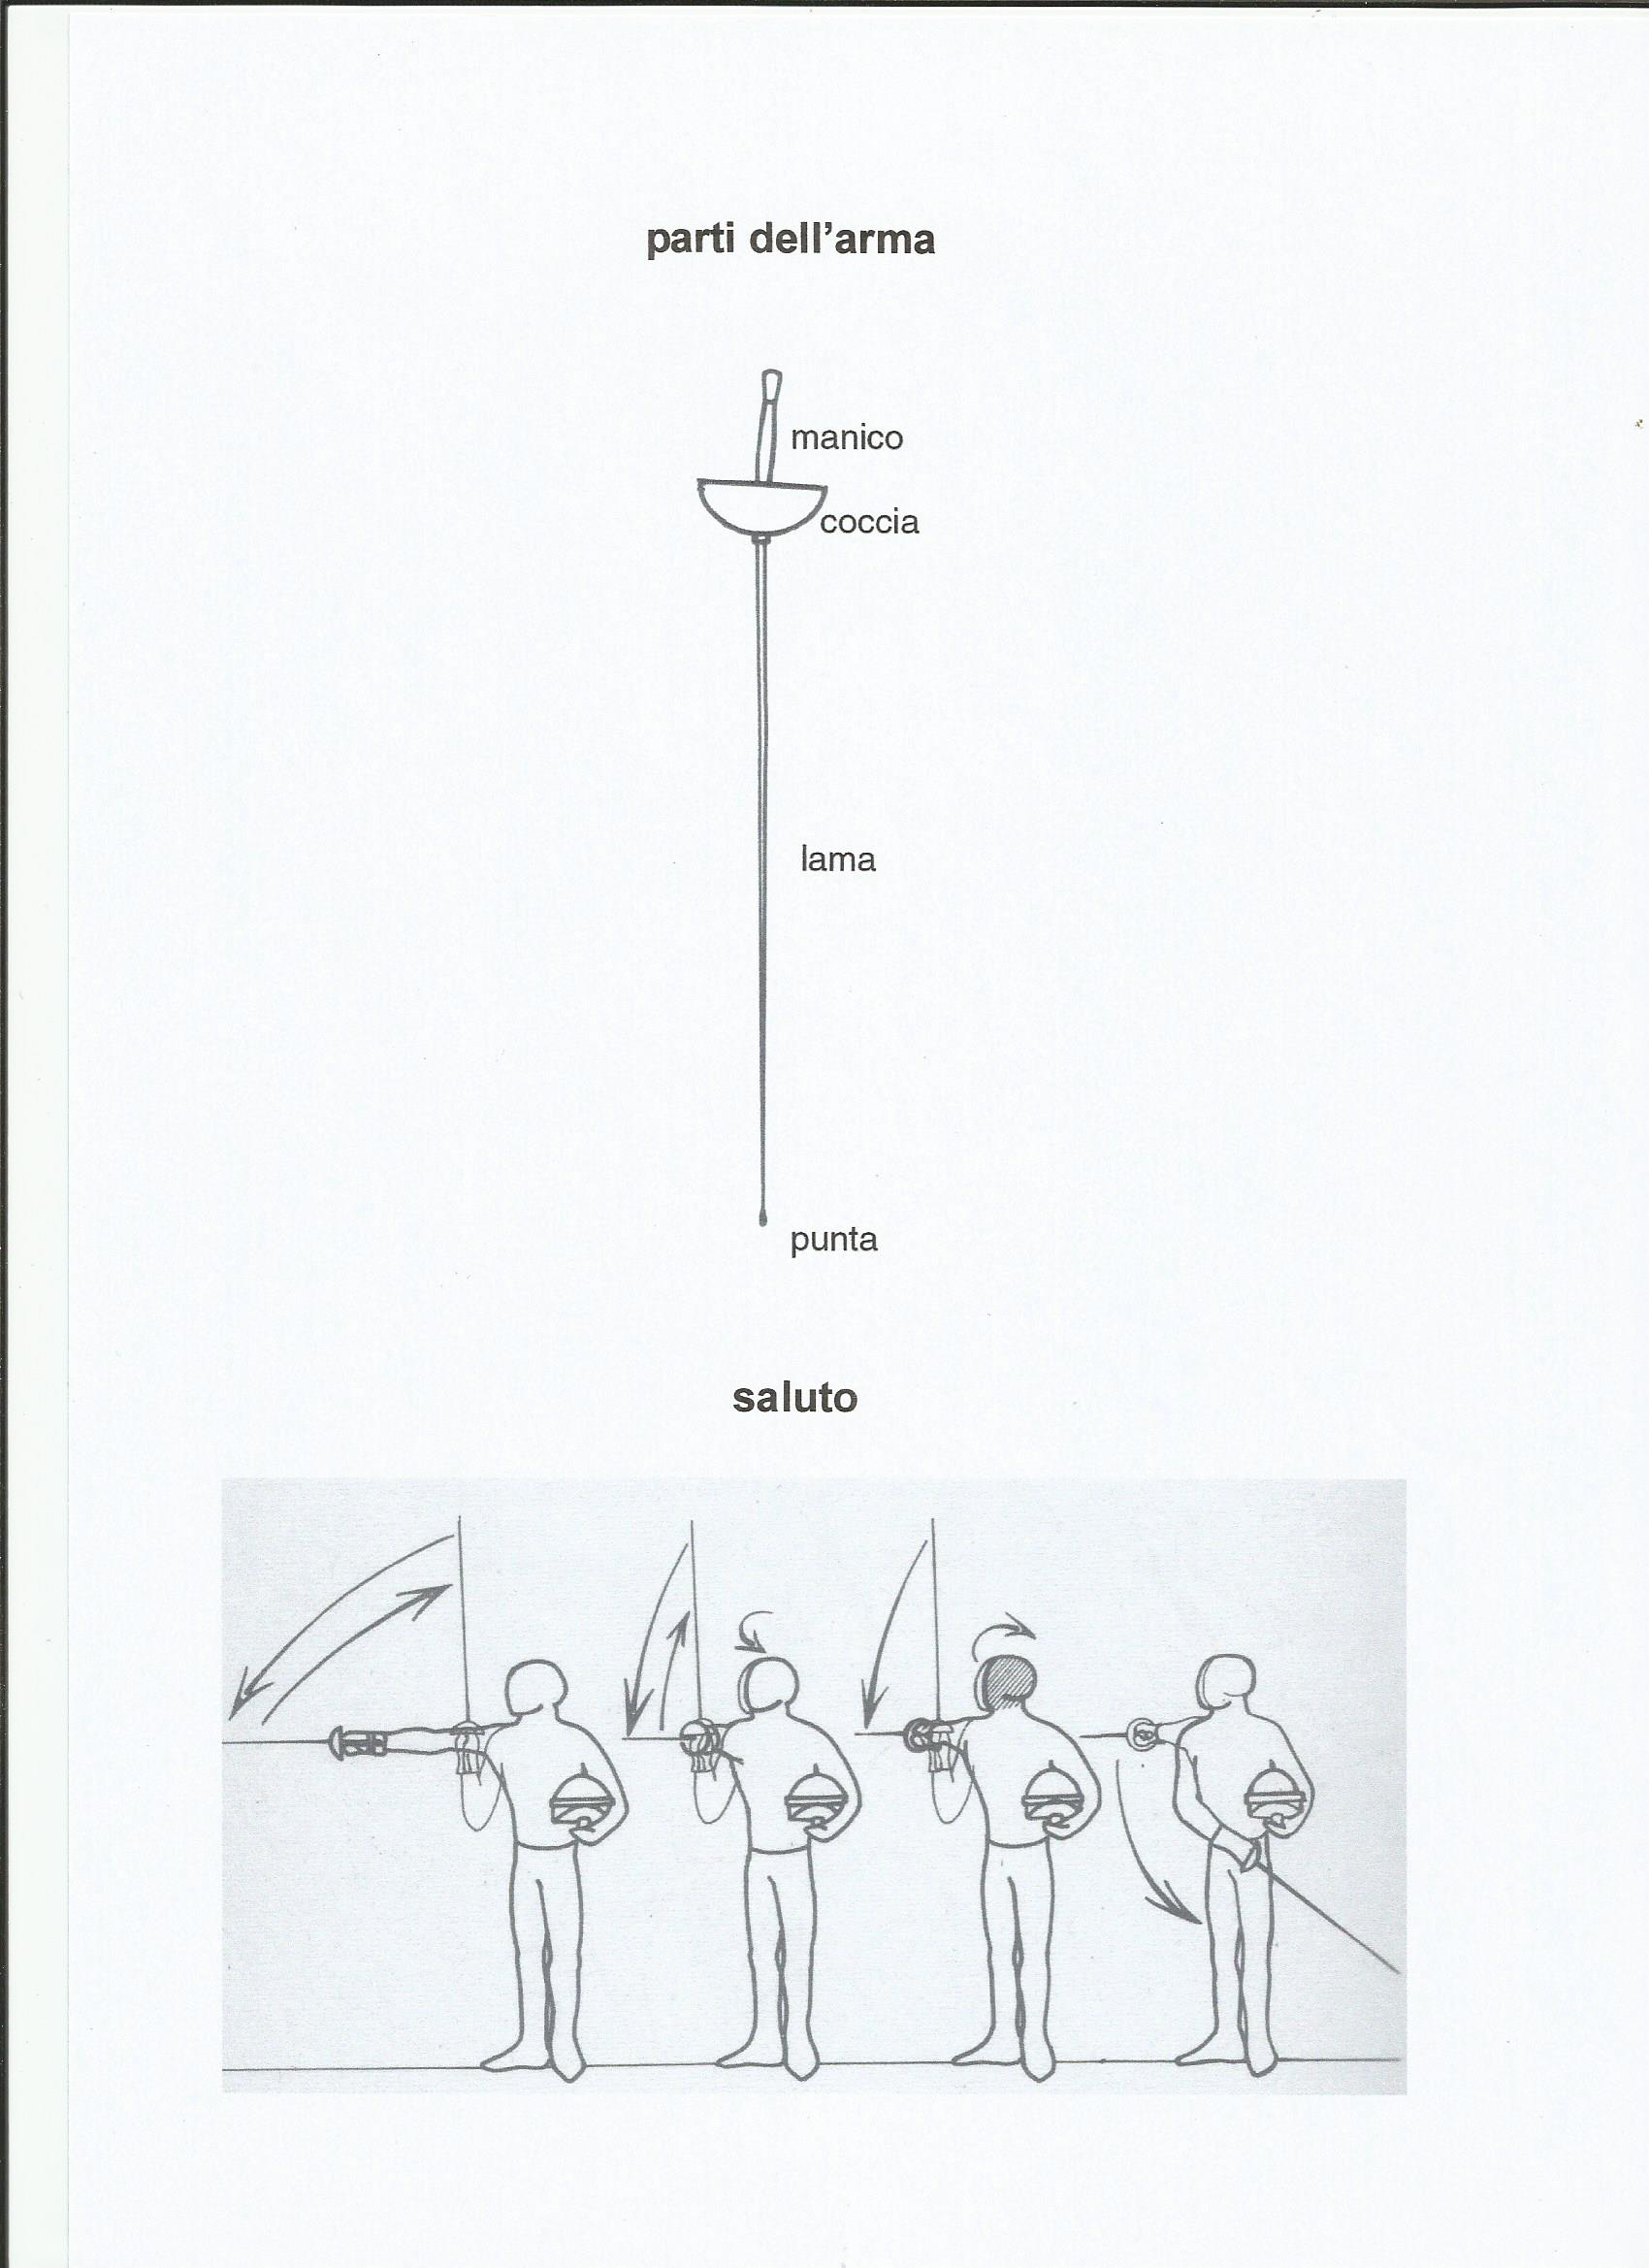 parti dell'arma
manico
coccia
lama
punta
saluto